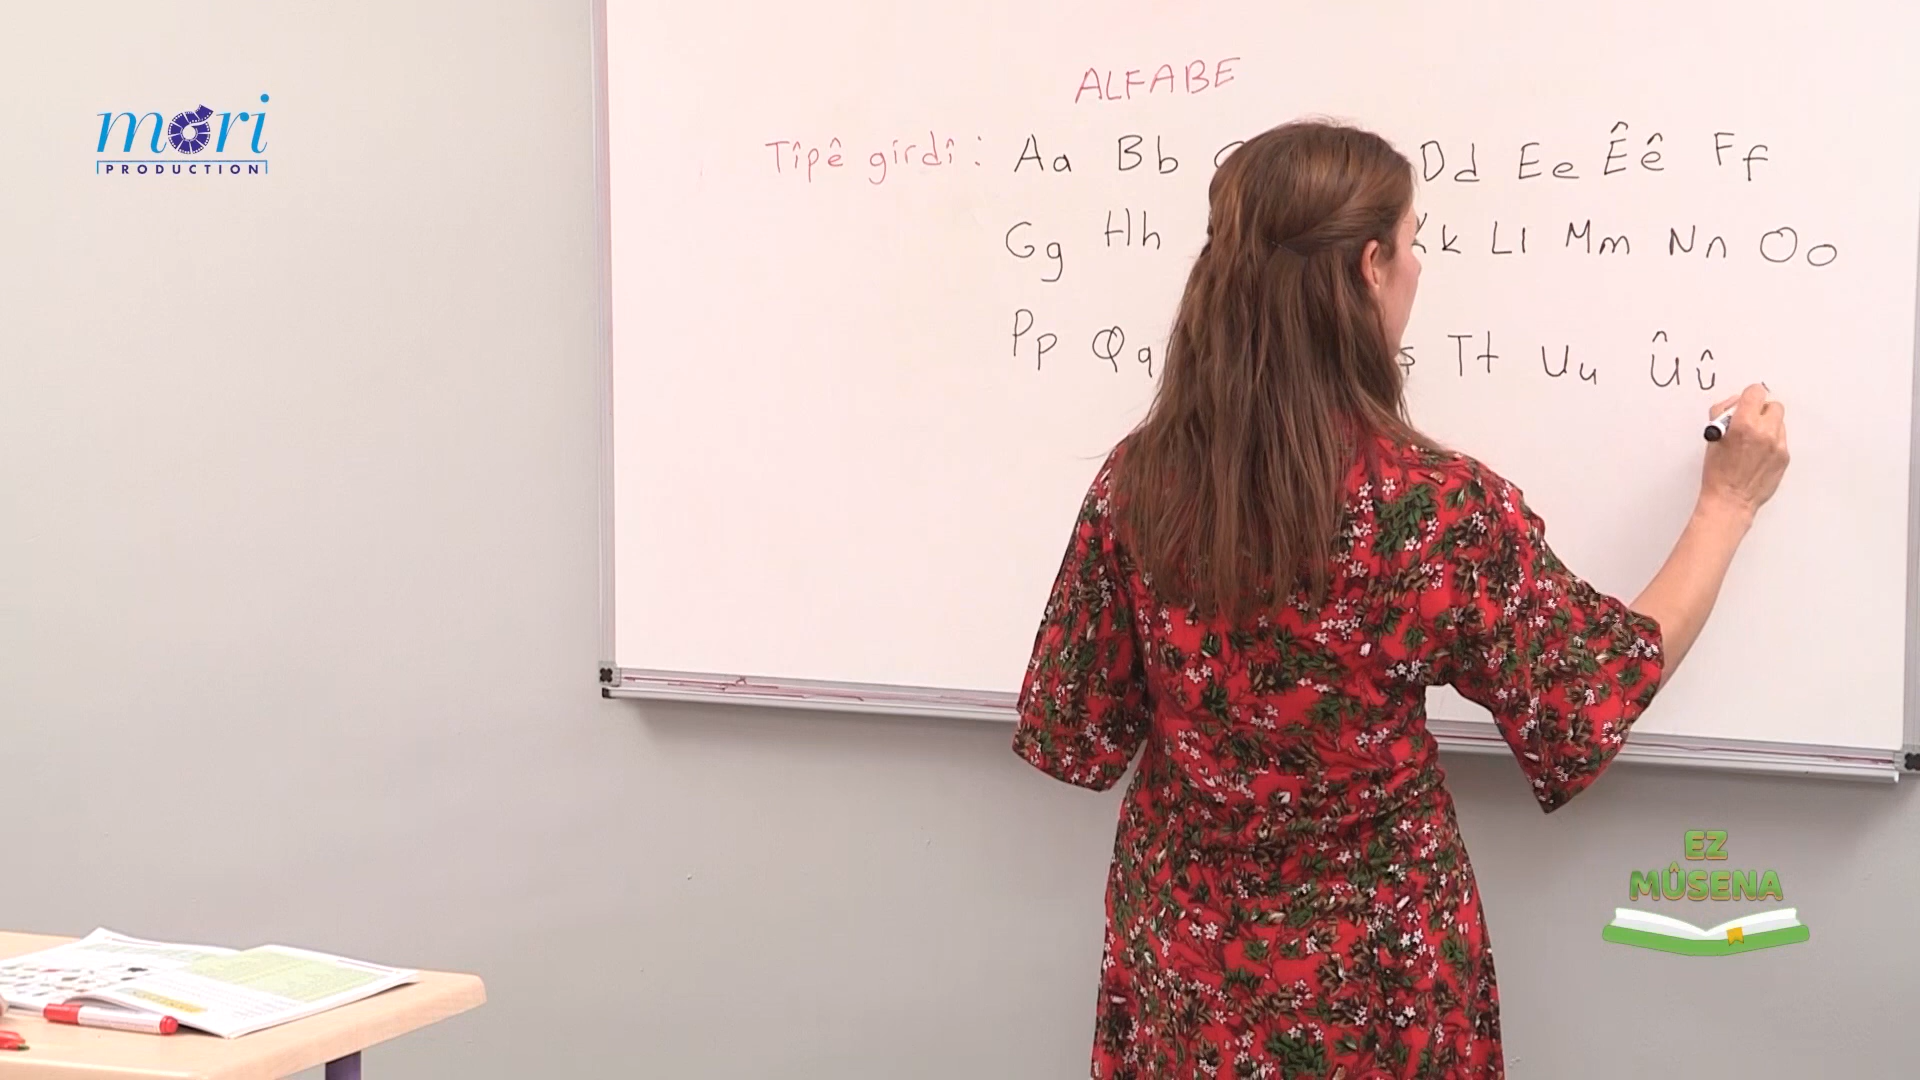 mori
PRODUCTION
ALFABE
Tîpê girdî : Aa Bb Dd Ee Êê Ff
Gg Hh Kk Ll Mm Nn Oo
Pp Qq ş Tt Uu Ûû
EZ
MÛSENA